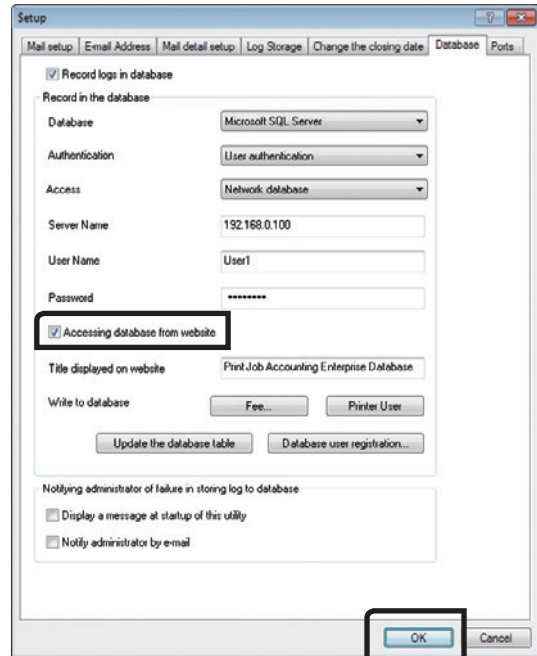 Setup
Mail setup E-mail Address Mail detail setup Log Storage Change the closing date Database Ports
Record logs in database
Record in the database
Database Microsoft SQL Server
Authentication User authentication
Access Network database
Server Name 192.168.0.100
User Name User1
Password ••••••••
Accessing database from website
Title displayed on website Print Job Accounting Enterprise Database
Write to database Fee... Printer User
Update the database table Database user registration...
Notifying administrator of failure in storing log to database
Display a message at startup of this utility
Notify administrator by e-mail
OK Cancel